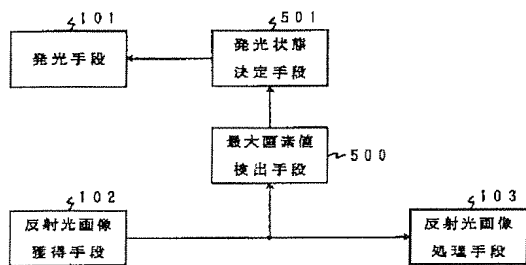 101
発光手段
501
発光状態
決定手段
最大画素値
検出手段
500
102
反射光画像
獲得手段
103
反射光画像
処理手段